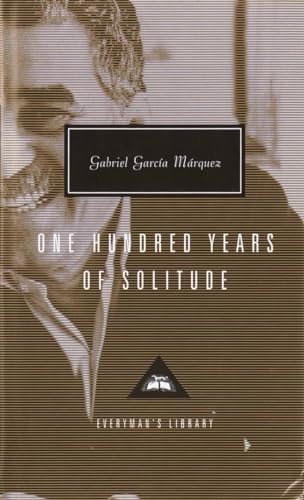 Gabriel García Márquez
ONE HUNDRED YEARS
OF SOLITUDE
EVERYMAN'S LIBRARY